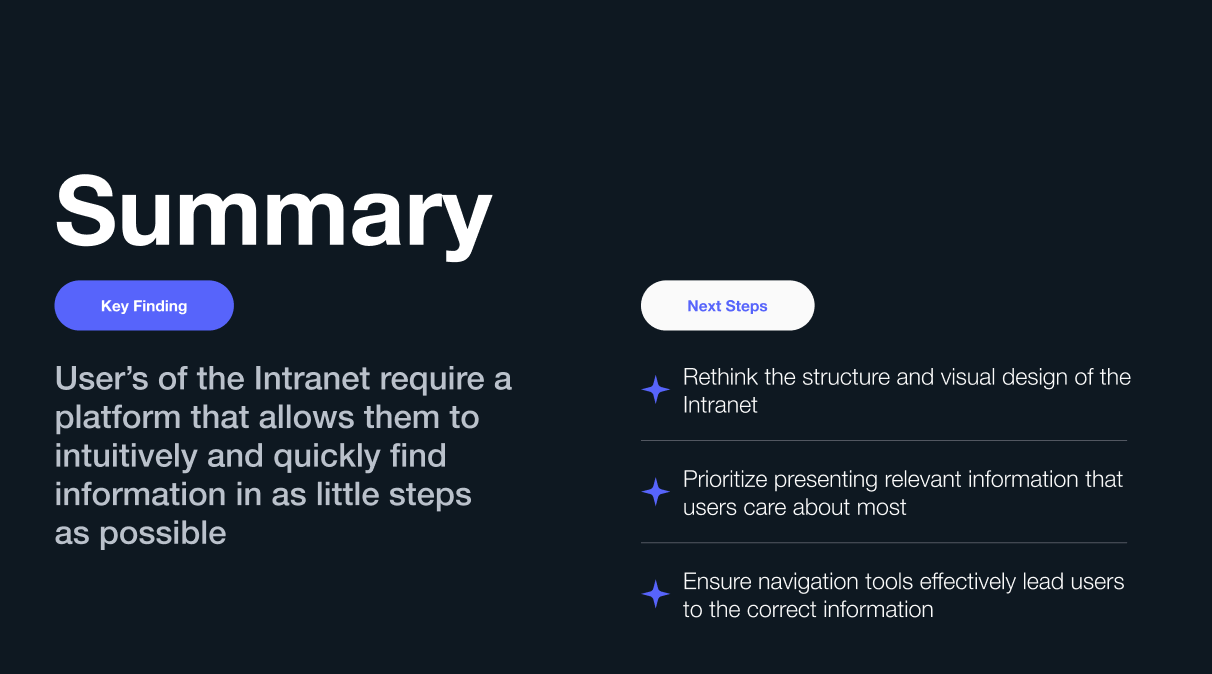 Summary
Key Finding
User’s of the Intranet require a
platform that allows them to
intuitively and quickly find
information in as little steps
as possible
Next Steps
Rethink the structure and visual design of the
Intranet
Prioritize presenting relevant information that
users care about most
Ensure navigation tools effectively lead users
to the correct information